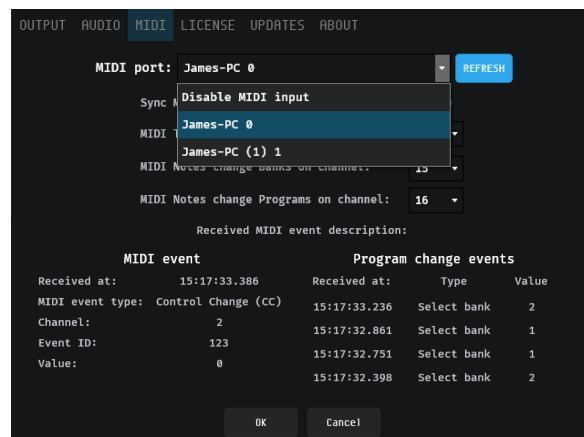 OUTPUT AUDIO MIDI LICENSE UPDATES ABOUT
MIDI port: James-PC 0 REFRESH
Disable MIDI input
Sync
James-PC 0
MIDI
James-PC (1) 1
MIDI Notes change Banks on channel: 15
MIDI Notes change Programs on channel: 16
Received MIDI event description:
MIDI event
Received at: 15:17:33.386
MIDI event type: Control Change (CC)
Channel: 2
Event ID: 123
Value: 0
Program change events
Received at: Type Value
15:17:33.236 Select bank 2
15:17:32.861 Select bank 1
15:17:32.751 Select bank 1
15:17:32.398 Select bank 2
OK Cancel